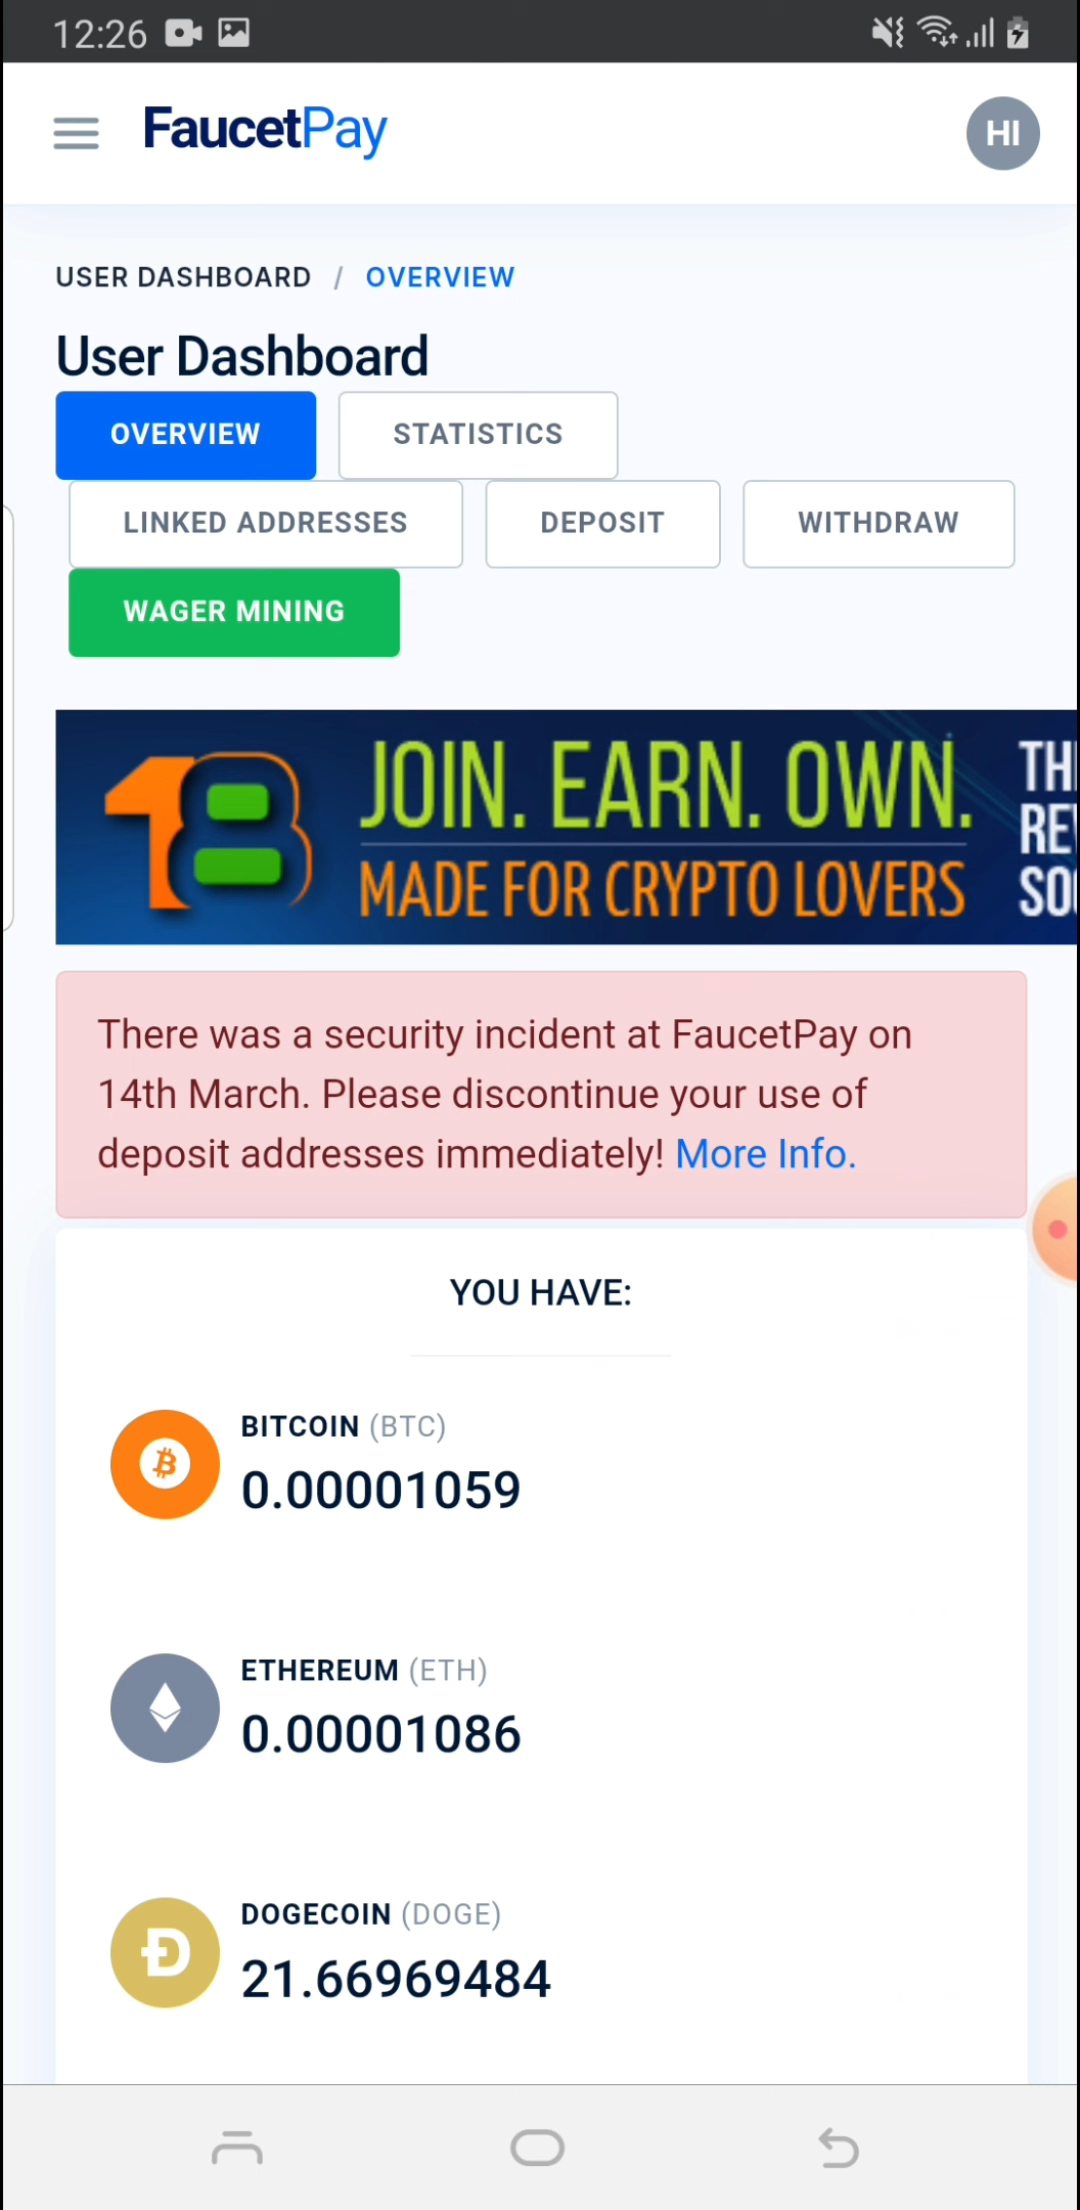 12:26
FaucetPay
HI
USER DASHBOARD / OVERVIEW
User Dashboard
OVERVIEW
STATISTICS
LINKED ADDRESSES
DEPOSIT
WITHDRAW
WAGER MINING
JOIN. EARN. OWN.
MADE FOR CRYPTO LOVERS
There was a security incident at FaucetPay on
14th March. Please discontinue your use of
deposit addresses immediately! More Info.
YOU HAVE:
BITCOIN (BTC)
0.00001059
ETHEREUM (ETH)
0.00001086
DOGECOIN (DOGE)
21.66969484